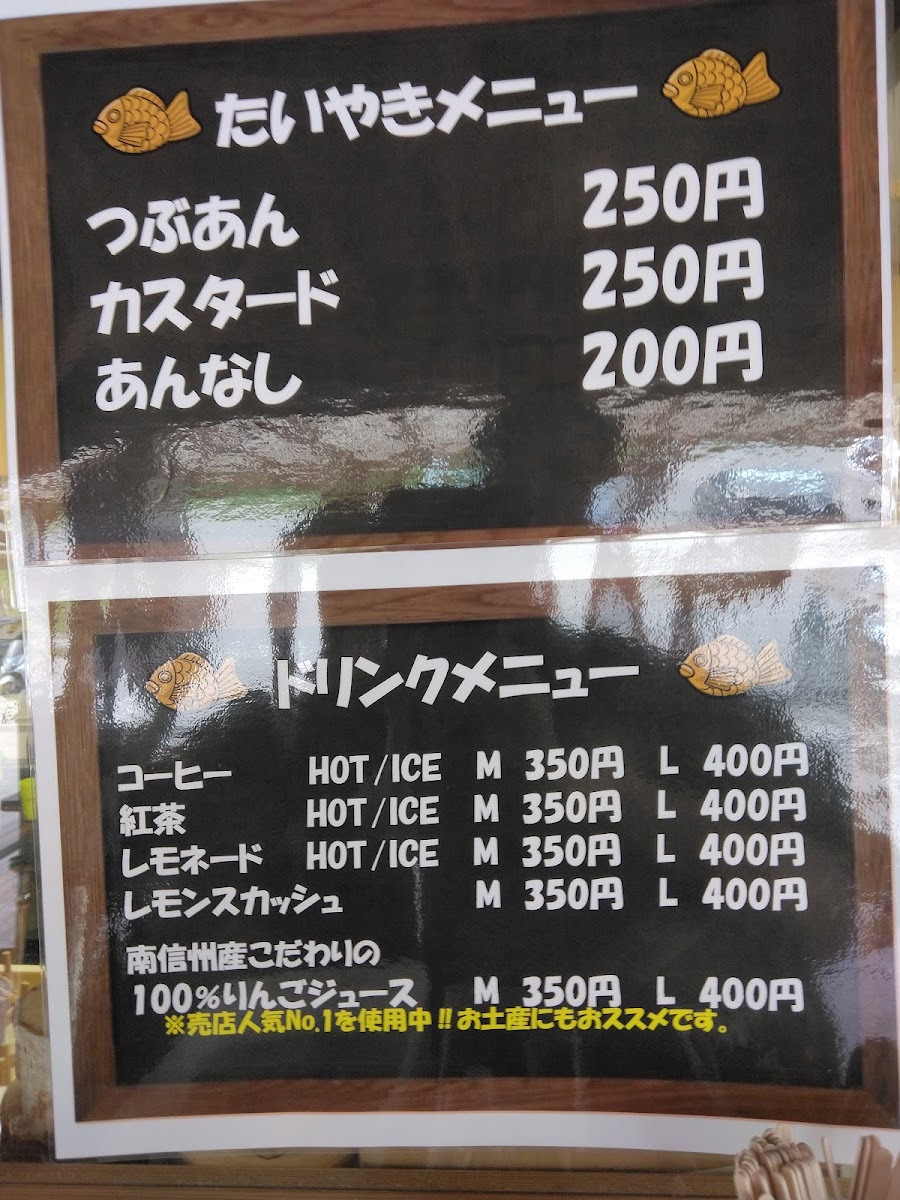 たいやきメニュー
つぶあん 250円
カスタード 250円
あんなし 200円
ドリンクメニュー
コーヒー HOT/ICE M 350円 L 400円
紅茶 HOT/ICE M 350円 L 400円
レモネード HOT/ICE M 350円 L 400円
レモンスカッシュ M 350円 L 400円
南信州産こだわりの
100%りんごジュース M 350円 L 400円
※売店人気No.1を使用中!!お土産にもおススメです。